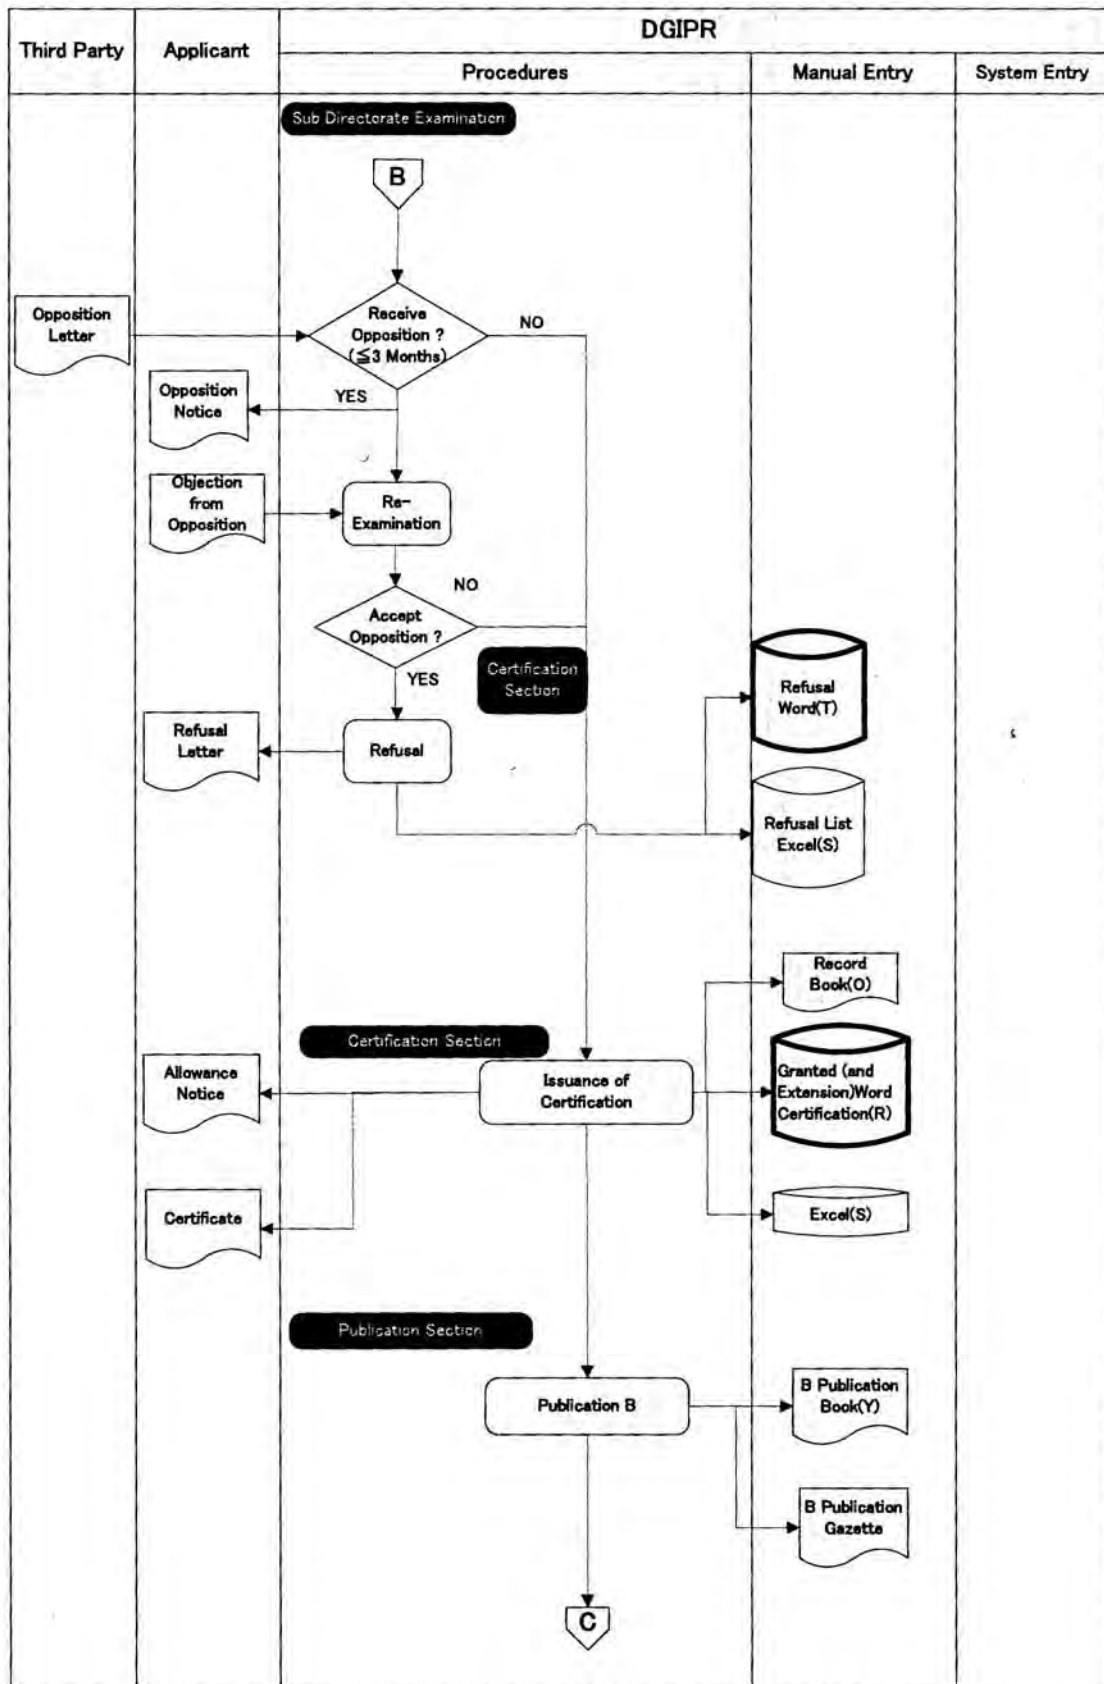 DGIPR
Third Party
Applicant
Procedures
Manual Entry
System Entry
Sub Directorate Examination
B
Opposition
Letter
Receive
Opposition ?
(≦3 Months)
NO
YES
Opposition
Notice
Objection
from
Opposition
Re-
Examination
NO
Accept
Opposition ?
YES
Certification
Section
Refusal
Word(T)
Refusal
Letter
Refusal
Refusal List
Excel(S)
Record
Book(O)
Certification Section
Allowance
Notice
Issuance of
Certification
Granted (and
Extension)Word
Certification(R)
Certificate
Excel(S)
Publication Section
Publication B
B Publication
Book(Y)
B Publication
Gazette
C